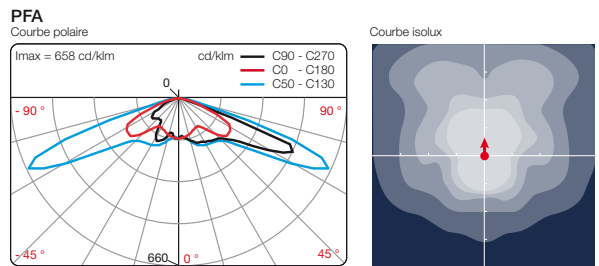 PFA
Courbe polaire
Imax = 658 cd/klm
cd/klm
C90 - C270
C0 - C180
C50 - C130
0
- 90 °
90 °
- 45 °
660
0 °
45 °
Courbe isolux